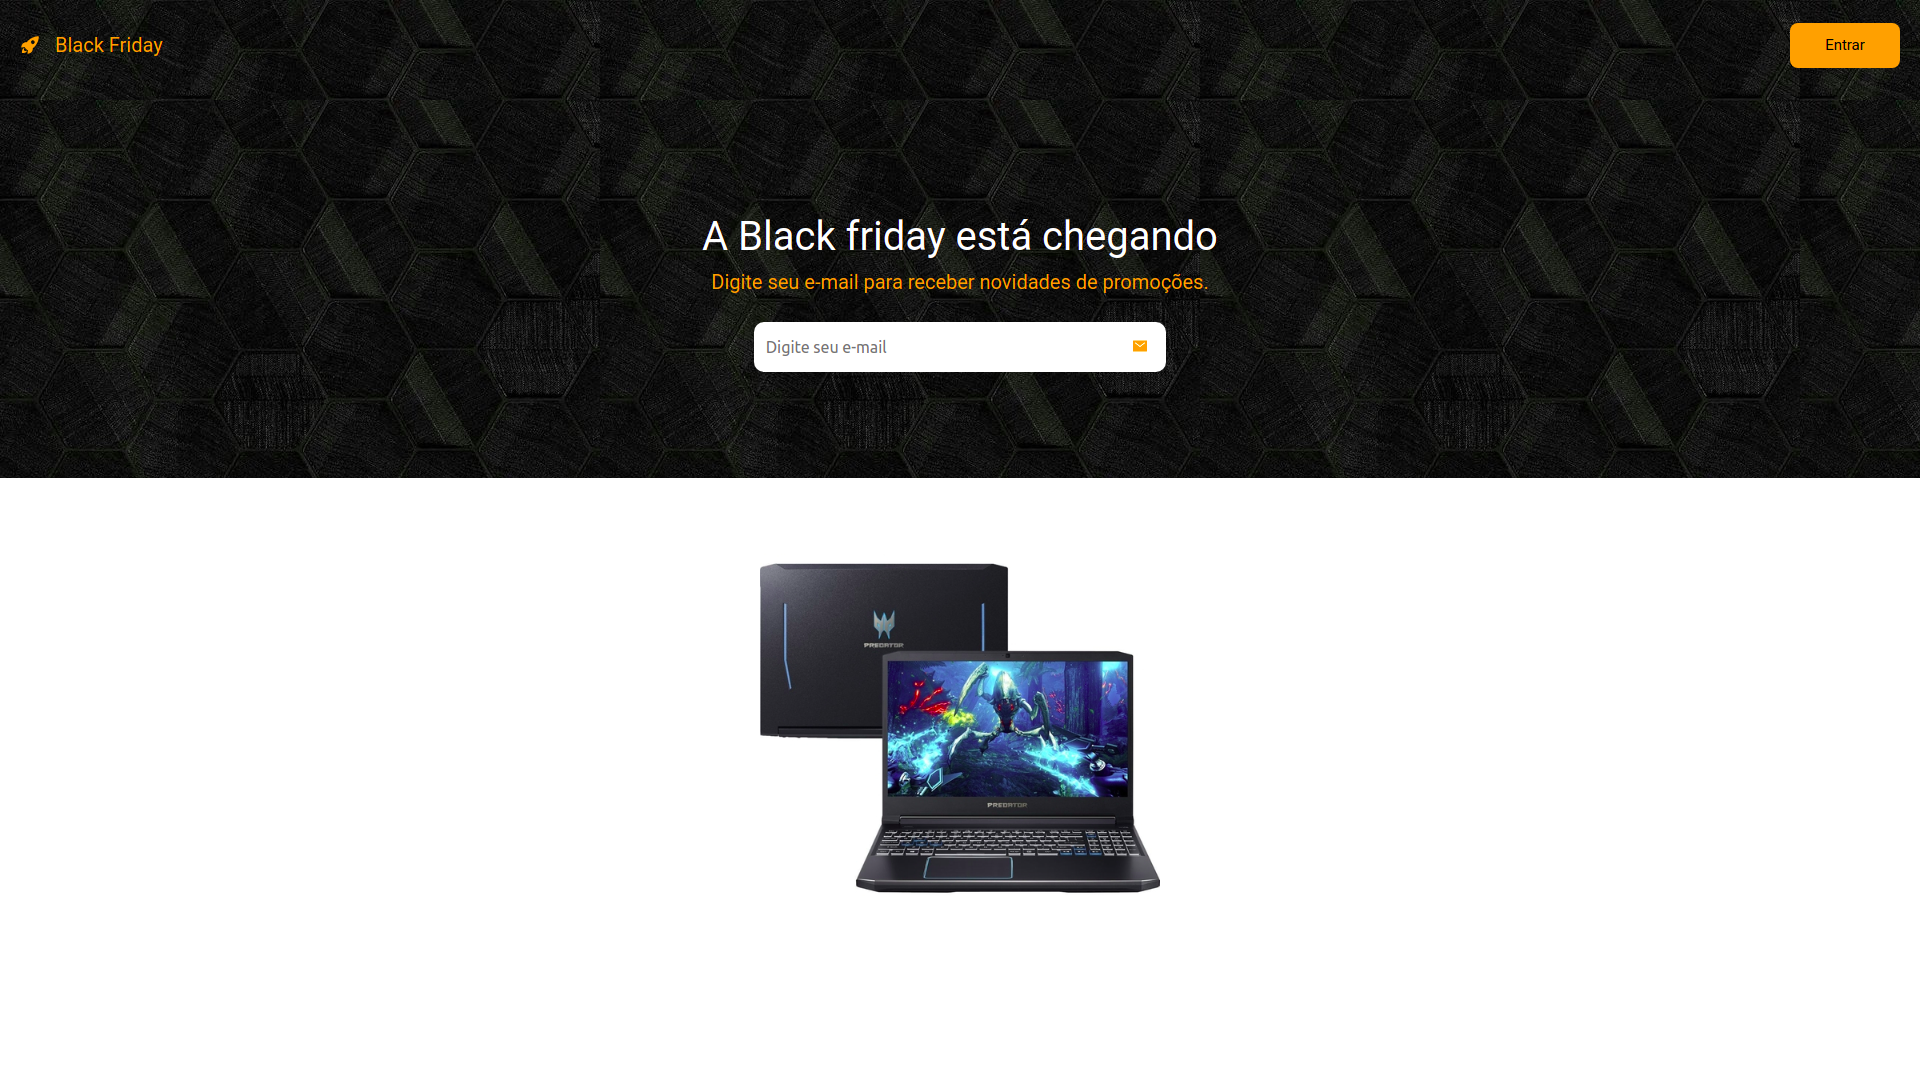 Black Friday
Entrar
A Black friday está chegando
Digite seu e-mail para receber novidades de promoções.
Digite seu e-mail
PREDATOR
PREDATOR